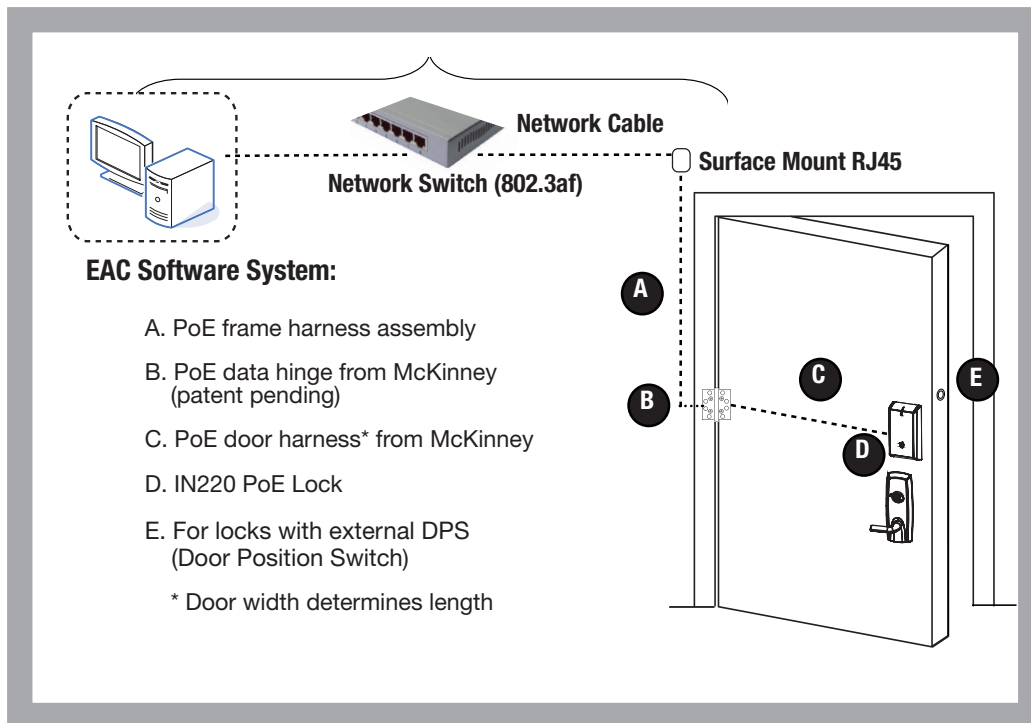 Network Cable
Surface Mount RJ45
Network Switch (802.3af)
EAC Software System:
A. PoE frame harness assembly
B. PoE data hinge from McKinney
(patent pending)
C. PoE door harness* from McKinney
D. IN220 PoE Lock
E. For locks with external DPS
(Door Position Switch)
* Door width determines length
A
B
C
D
E